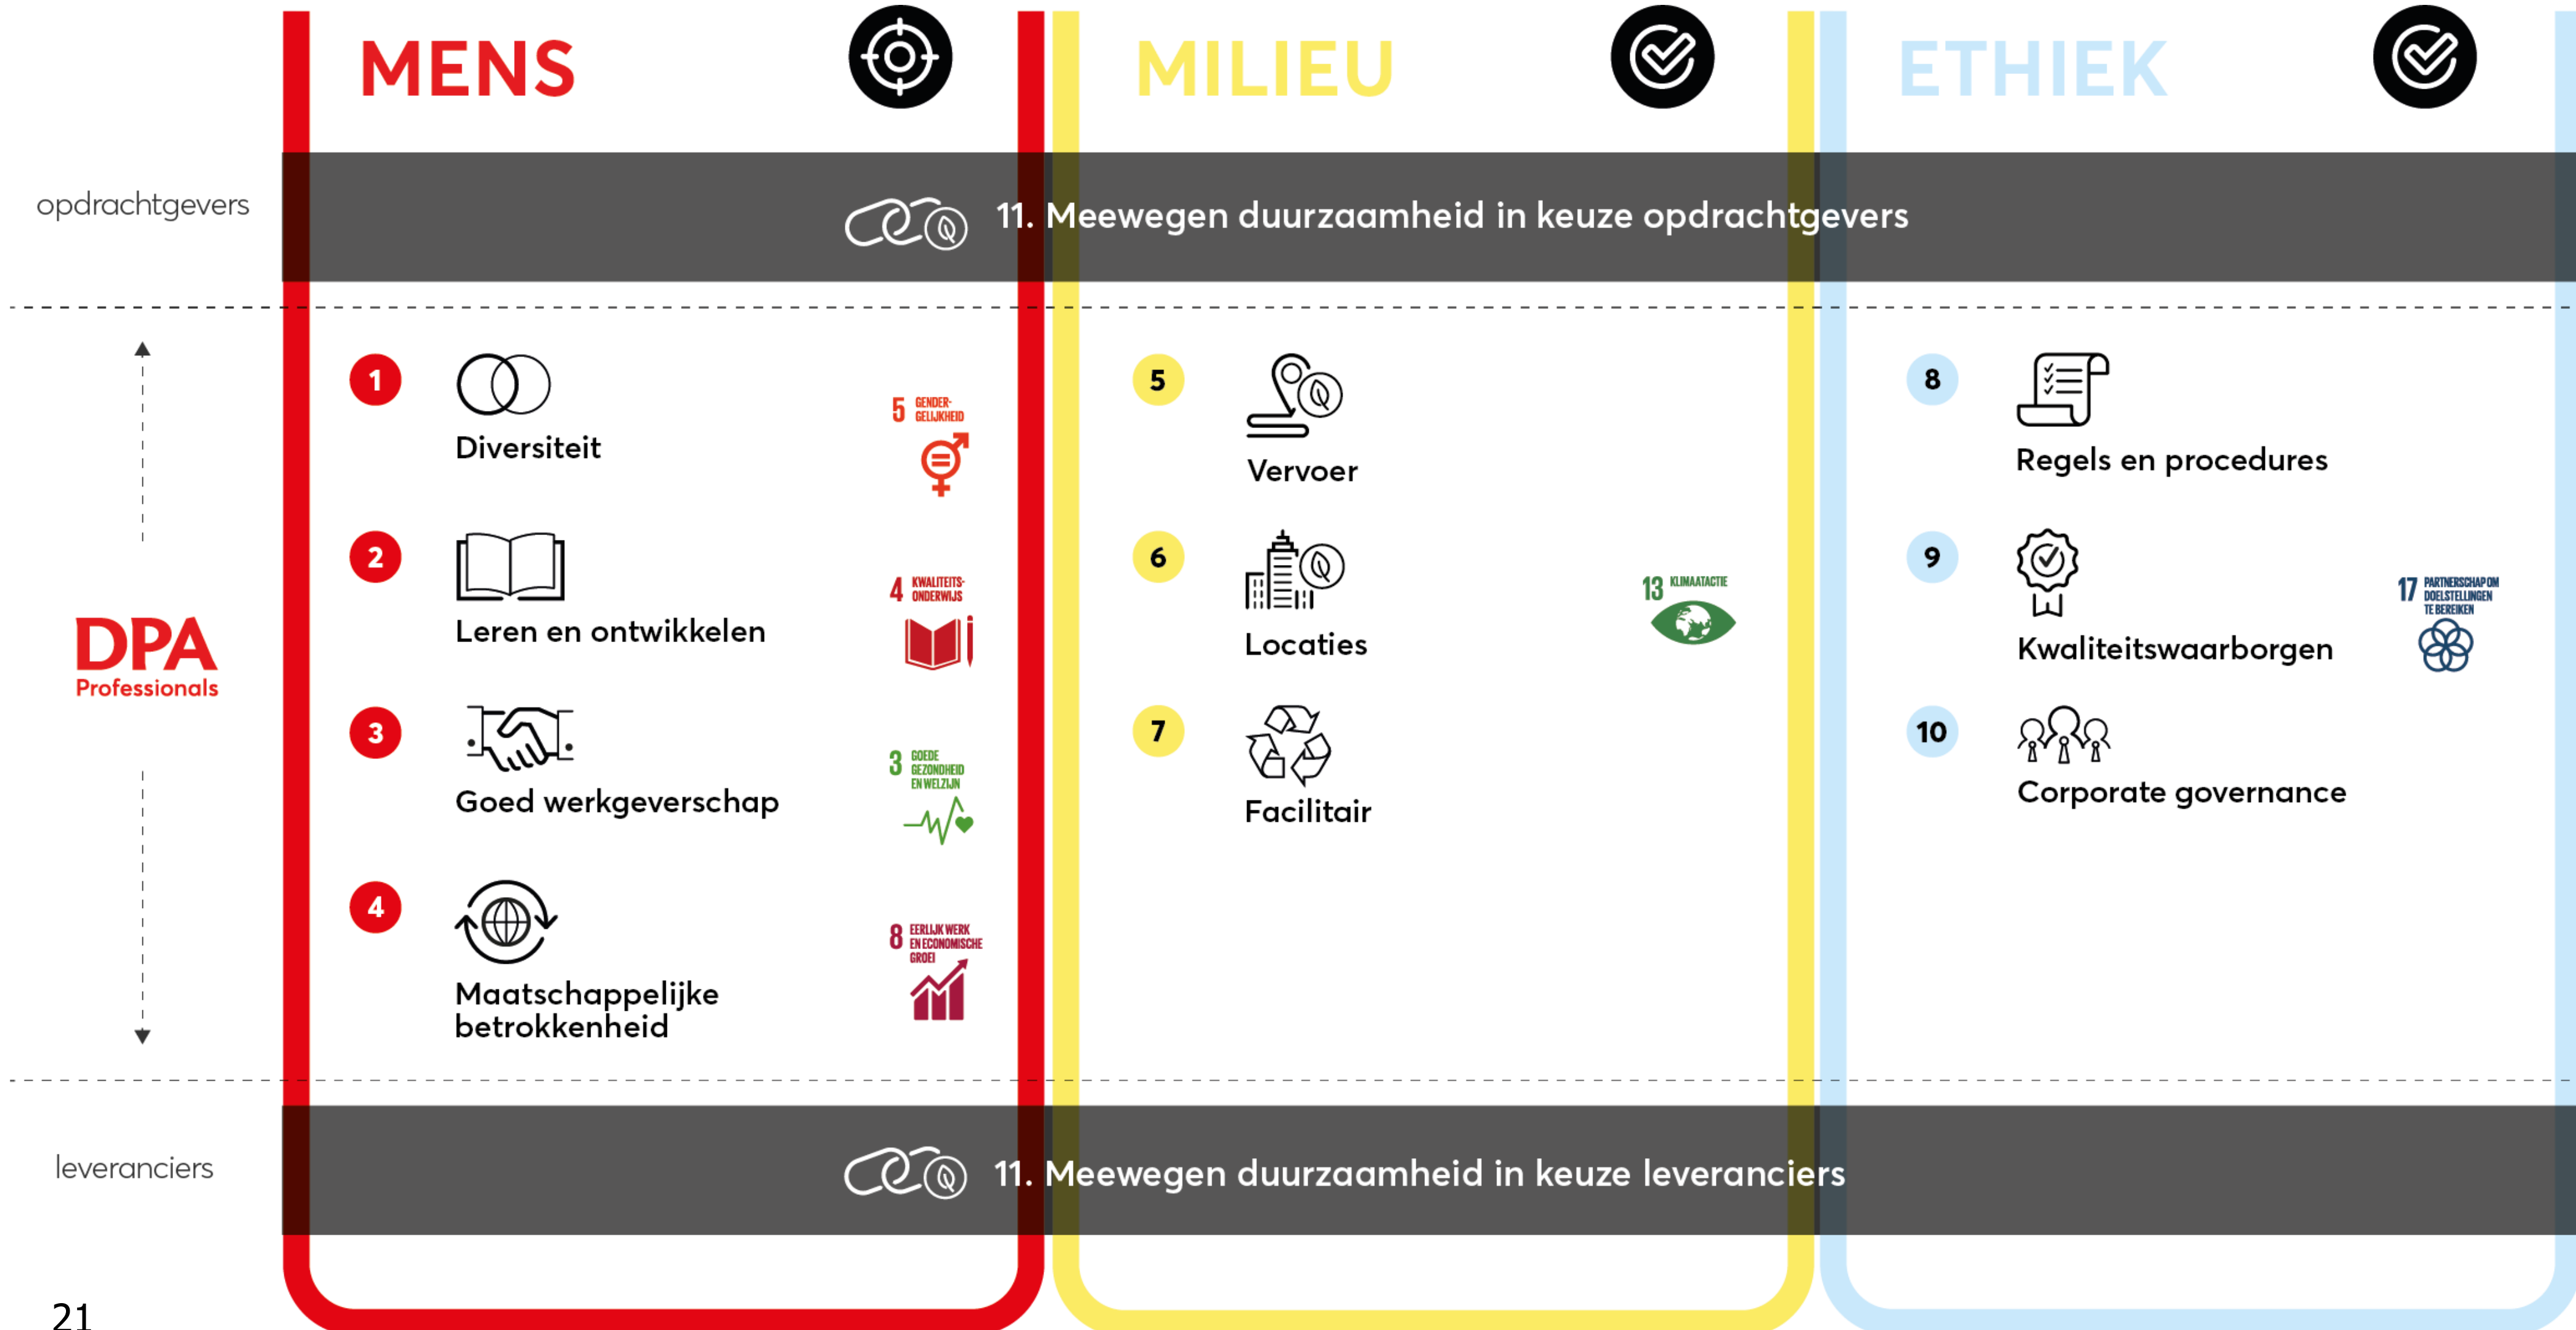 MENS
MILIEU
ETHIEK
opdrachtgevers
11. Meewegen duurzaamheid in keuze opdrachtgevers
1
Diversiteit
5 GENDER-
GELIJKHEID
2
Leren en ontwikkelen
4 KWALITEITS-
ONDERWIJS
3
Goed werkgeverschap
3 GOEDE
GEZONDHEID
EN WELZIJN
4
Maatschappelijke
betrokkenheid
8 EERLIJK WERK
EN ECONOMISCHE
GROEI
5
Vervoer
6
Locaties
13 KLIMAATACTIE
7
Facilitair
8
Regels en procedures
9
Kwaliteitswaarborgen
17 PARTNERSCHAP OM
DOELSTELLINGEN
TE BEREIKEN
10
Corporate governance
DPA
Professionals
leveranciers
11. Meewegen duurzaamheid in keuze leveranciers
21